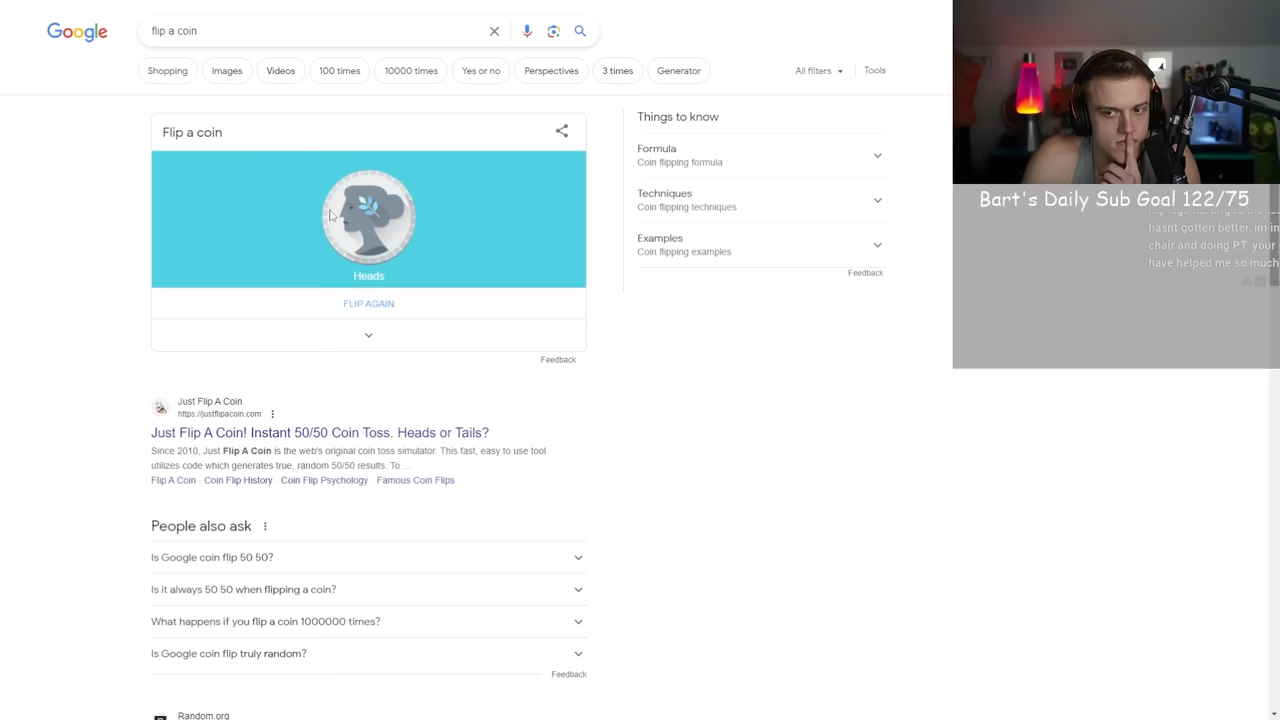 Google
flip a coin
Shopping
Images
Videos
100 times
10000 times
Yes or no
Perspectives
3 times
Generator
All filters
Tools
Flip a coin
Heads
FLIP AGAIN
Feedback
Things to know
Formula
Coin flipping formula
Techniques
Coin flipping techniques
Examples
Coin flipping examples
Feedback
Just Flip A Coin
https://justflipacoin.com
Just Flip A Coin! Instant 50/50 Coin Toss. Heads or Tails?
Since 2010, Just Flip A Coin is the web's original coin toss simulator. This fast, easy to use tool
utilizes code which generates true, random 50/50 results. To ...
Flip A Coin · Coin Flip History · Coin Flip Psychology · Famous Coin Flips
People also ask
Is Google coin flip 50 50?
Is it always 50 50 when flipping a coin?
What happens if you flip a coin 1000000 times?
Is Google coin flip truly random?
Feedback
Random.org
Bart's Daily Sub Goal 122/75
hasnt gotten better, im in
chair and doing PT. your
have helped me so much